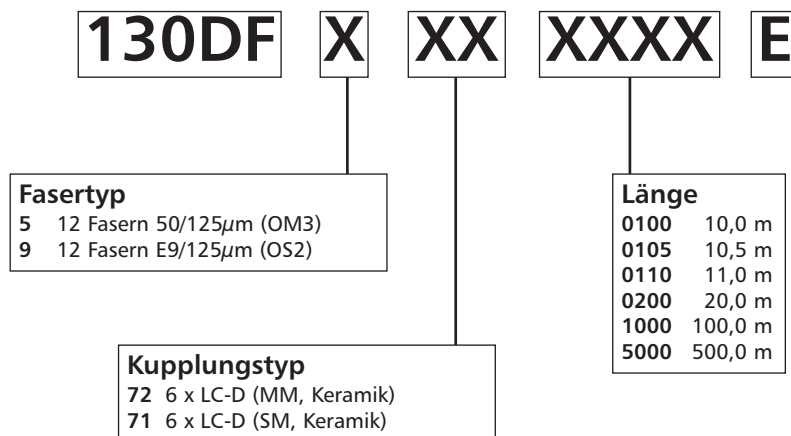 130DF X XX XXXX E
Fasertyp
5 12 Fasern 50/125µm (OM3)
9 12 Fasern E9/125µm (OS2)
Länge
0100 10,0 m
0105 10,5 m
0110 11,0 m
0200 20,0 m
1000 100,0 m
5000 500,0 m
Kupplungstyp
72 6 x LC-D (MM, Keramik)
71 6 x LC-D (SM, Keramik)